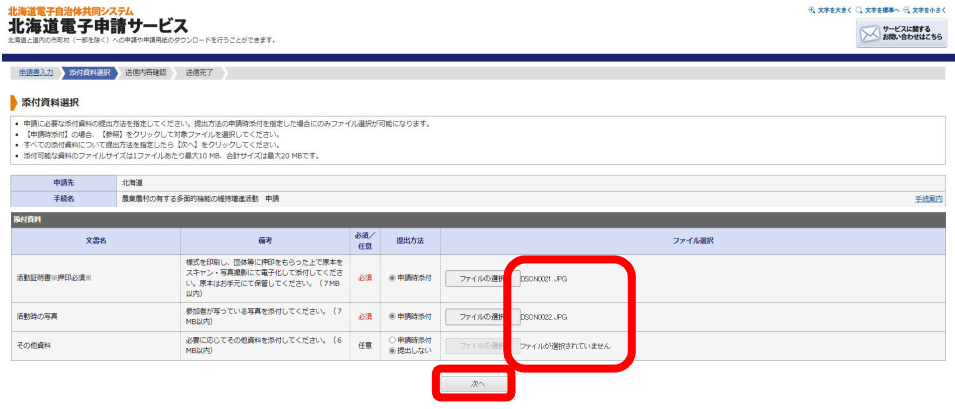 北海道電子自治体共同システム
北海道電子申請サービス
北海道と道内の市町村（一部を除く）への申請や申請用紙のダウンロードを行うことができます。
文字を大きく 文字を標準へ 文字を小さく
サービスに関する
お問い合わせはこちら
申請書入力 添付資料選択 送信内容確認 送信完了
添付資料選択
• 申請に必要な添付資料の提出方法を指定してください。提出方法の申請時添付を指定した場合にのみファイル選択が可能になります。
• 【申請時添付】の場合、【参照】をクリックして対象ファイルを選択してください。
• すべての添付資料について提出方法を指定したら【次へ】をクリックしてください。
• 添付可能な資料のファイルサイズは1ファイルあたり最大10 MB、合計サイズは最大20 MBです。
申請先 北海道
手続名 農業農村の有する多面的機能の維持増進活動 申請 手続案内
添付資料
文書名 備考 必須／任意 提出方法 ファイル選択
活動証明書※押印必須※ 様式を印刷し、団体等に押印をもらった上で原本をスキャン・写真撮影にて電子化して添付してください。原本はお手元にて保管してください。（7MB以内） 必須 申請時添付 ファイルの選択 DSCN0021.JPG
活動時の写真 参加者が写っている写真を添付してください。（7MB以内） 必須 申請時添付 ファイルの選択 DSCN0022.JPG
その他資料 必要に応じてその他資料を添付してください。（6MB以内） 任意 申請時添付 提出しない ファイルの選択 ファイルが選択されていません
次へ